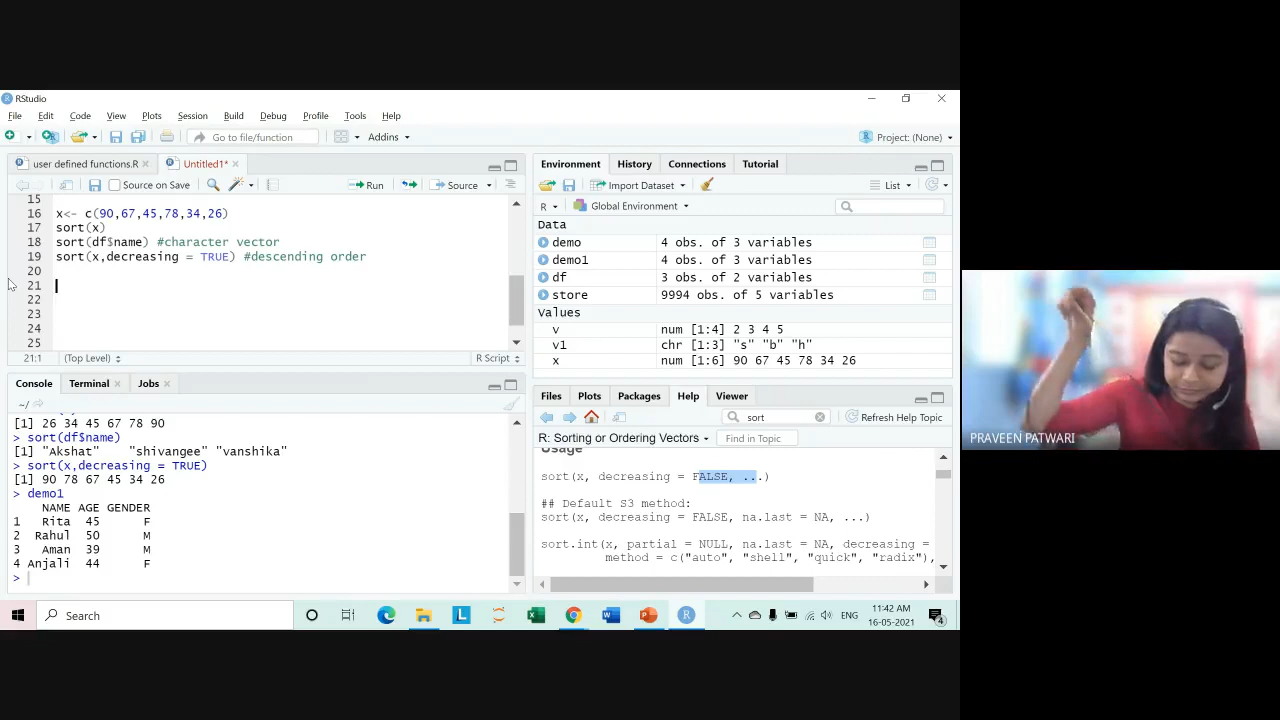 RStudio
File Edit Code View Plots Session Build Debug Profile Tools Help
Go to file/function Addins Project: (None)
user defined functions.R Untitled1*
Source on Save Run Source
15
16 x<- c(90,67,45,78,34,26)
17 sort(x)
18 sort(df$name) #character vector
19 sort(x,decreasing = TRUE) #descending order
20
21
22
23
24
25
21:1 (Top Level) R Script
Console Terminal Jobs
~/
[1] 26 34 45 67 78 90
> sort(df$name)
[1] "Akshat" "shivangee" "vanshika"
> sort(x,decreasing = TRUE)
[1] 90 78 67 45 34 26
> demo1
NAME AGE GENDER
1 Rita 45 F
2 Rahul 50 M
3 Aman 39 M
4 Anjali 44 F
>
Environment History Connections Tutorial
Import Dataset List
R Global Environment
Data
demo 4 obs. of 3 variables
demo1 4 obs. of 3 variables
df 3 obs. of 2 variables
store 9994 obs. of 5 variables
Values
v num [1:4] 2 3 4 5
v1 chr [1:3] "s" "b" "h"
x num [1:6] 90 67 45 78 34 26
Files Plots Packages Help Viewer
sort Refresh Help Topic
R: Sorting or Ordering Vectors Find in Topic
Usage
sort(x, decreasing = FALSE, ...)
## Default S3 method:
sort(x, decreasing = FALSE, na.last = NA, ...)
sort.int(x, partial = NULL, na.last = NA, decreasing =
method = c("auto", "shell", "quick", "radix"),
PRAVEEN PATWARI
Search
ENG
11:42 AM
16-05-2021
4